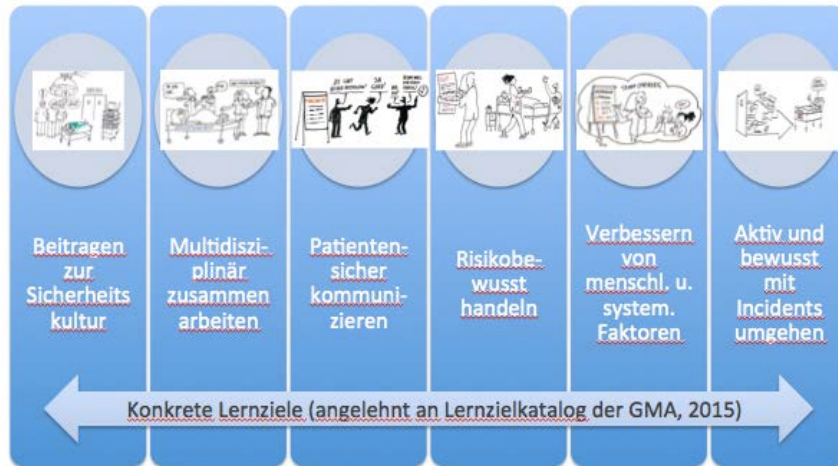 Beitragen
zur
Sicherheits
kultur
Multidiszi-
plinär
zusammen
arbeiten
Patienten-
sicher
kommuni-
zieren
Risikobe-
wusst
handeln
Verbessern
von
menschl. u.
system.
Faktoren
Aktiv und
bewusst
mit
Incidents
umgehen
Konkrete Lernziele (angelehnt an Lernzielkatalog der GMA, 2015)